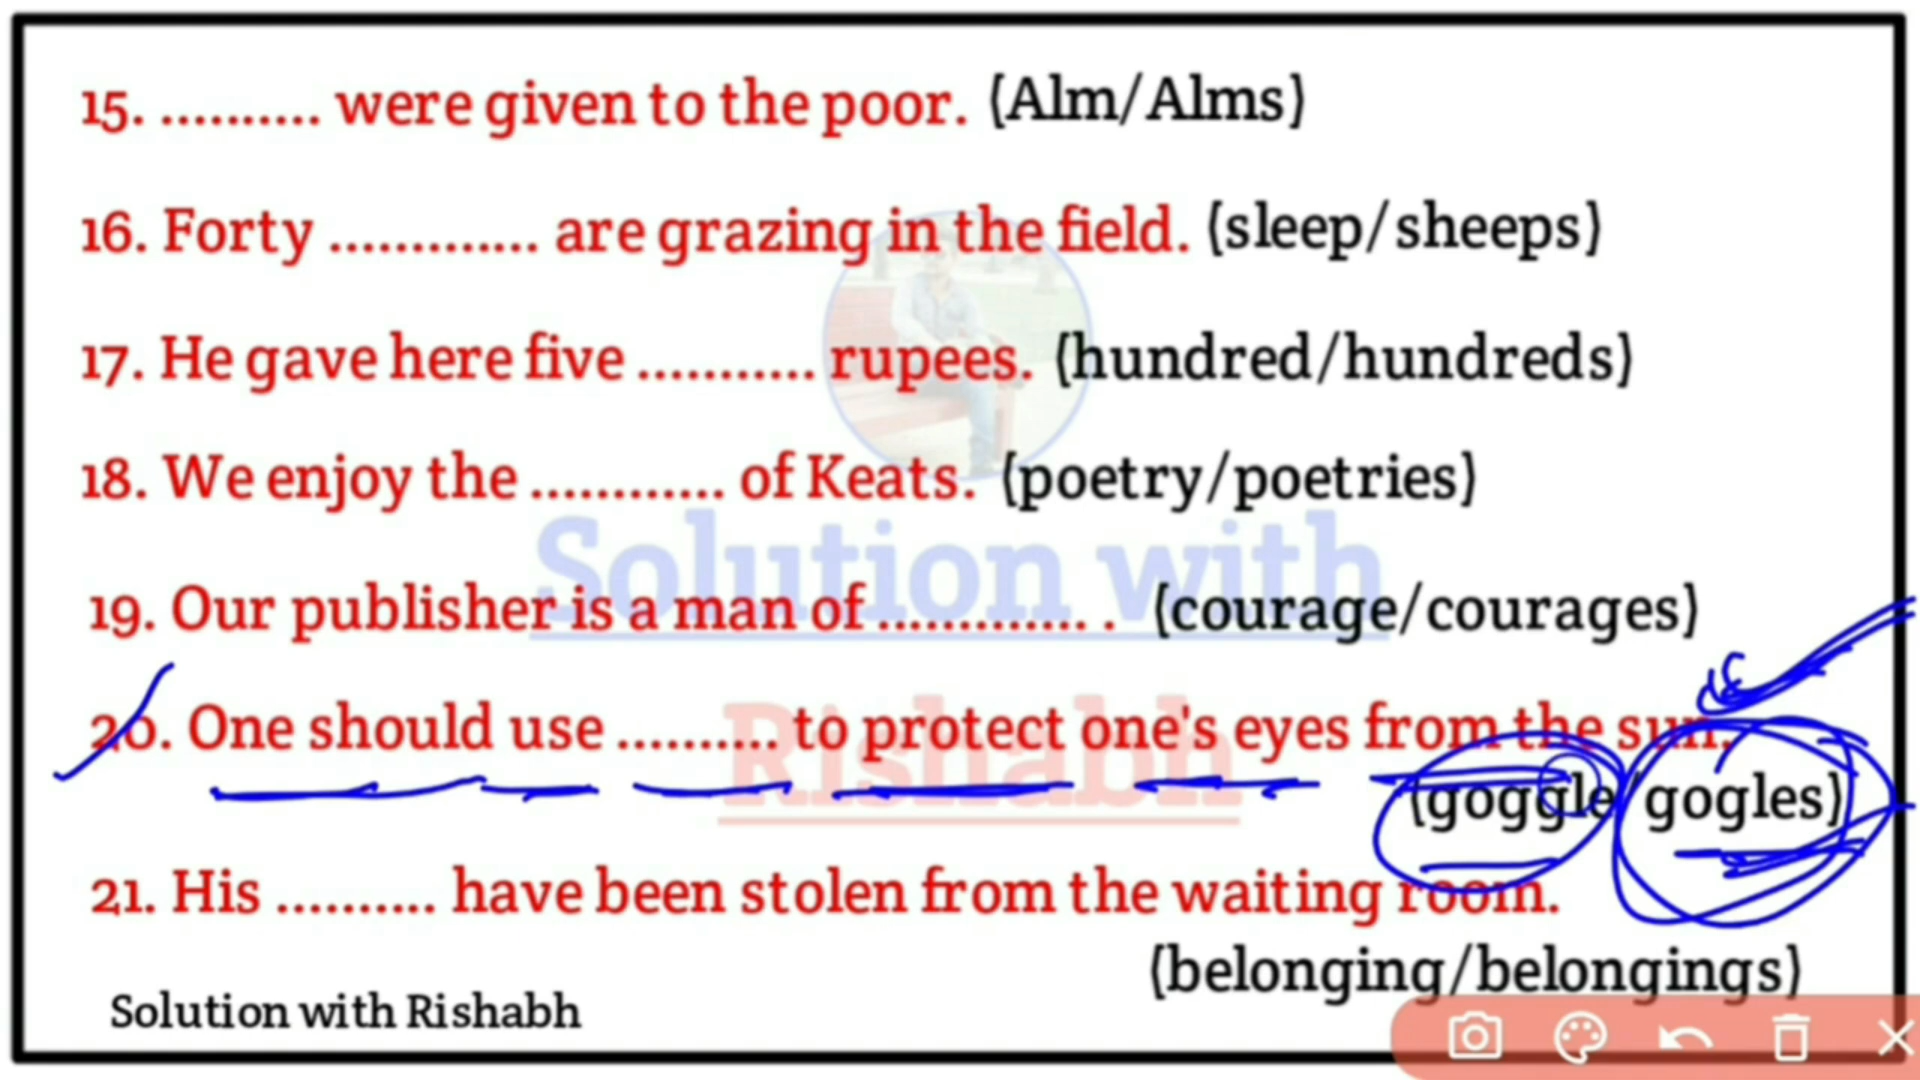 15. .......... were given to the poor. (Alm/Alms)
16. Forty ............. are grazing in the field. (sleep/sheeps)
17. He gave here five ........... rupees. (hundred/hundreds)
18. We enjoy the ............ of Keats. (poetry/poetries)
Solution with
19. Our publisher is a man of ............. . (courage/courages)
20. One should use .......... to protect one's eyes from the sun.
Rishabh
(goggle/gogles)
21. His .......... have been stolen from the waiting room.
(belonging/belongings)
Solution with Rishabh